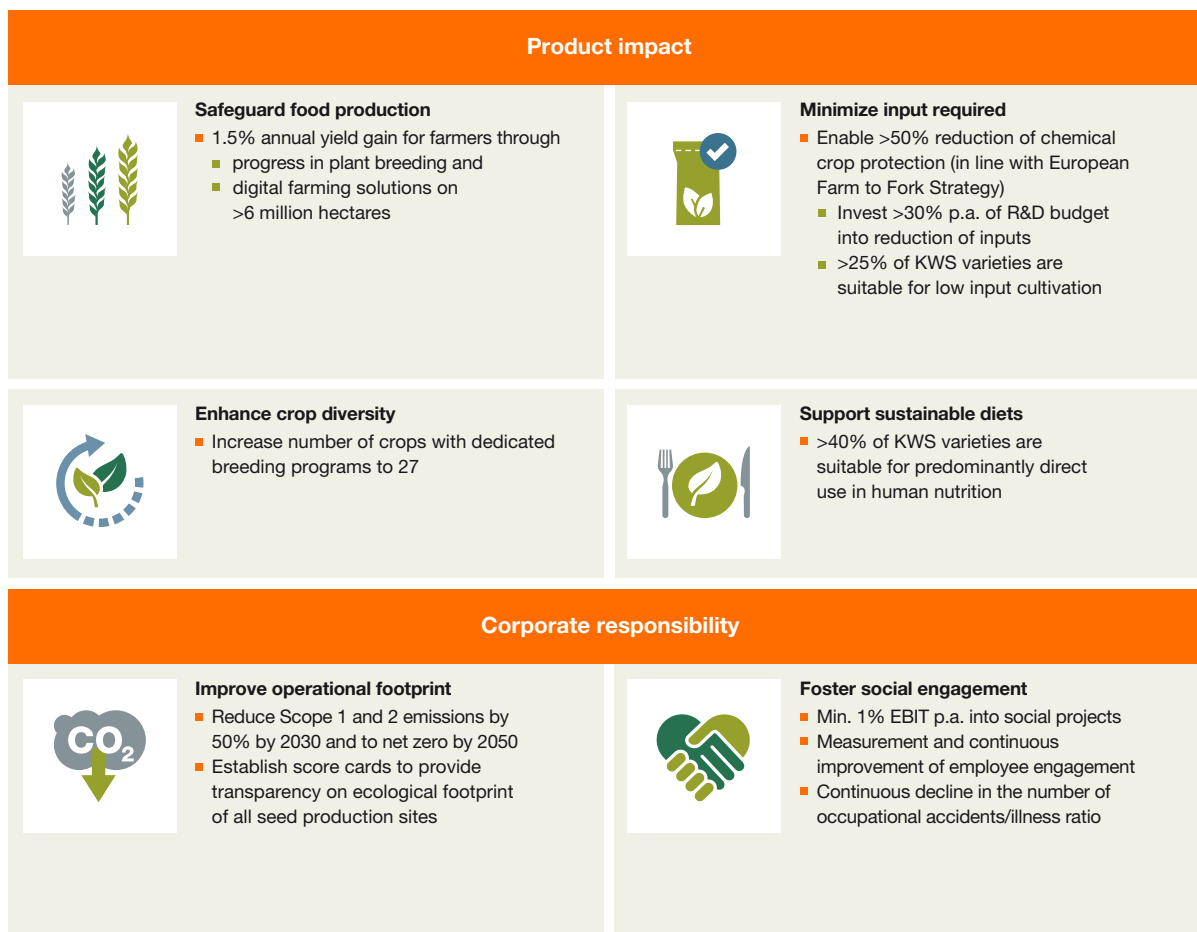 Product impact
Safeguard food production
1.5% annual yield gain for farmers through
progress in plant breeding and
digital farming solutions on
>6 million hectares
Minimize input required
Enable >50% reduction of chemical
crop protection (in line with European
Farm to Fork Strategy)
Invest >30% p.a. of R&D budget
into reduction of inputs
>25% of KWS varieties are
suitable for low input cultivation
Enhance crop diversity
Increase number of crops with dedicated
breeding programs to 27
Support sustainable diets
>40% of KWS varieties are
suitable for predominantly direct
use in human nutrition
Corporate responsibility
CO2
Improve operational footprint
Reduce Scope 1 and 2 emissions by
50% by 2030 and to net zero by 2050
Establish score cards to provide
transparency on ecological footprint
of all seed production sites
Foster social engagement
Min. 1% EBIT p.a. into social projects
Measurement and continuous
improvement of employee engagement
Continuous decline in the number of
occupational accidents/illness ratio